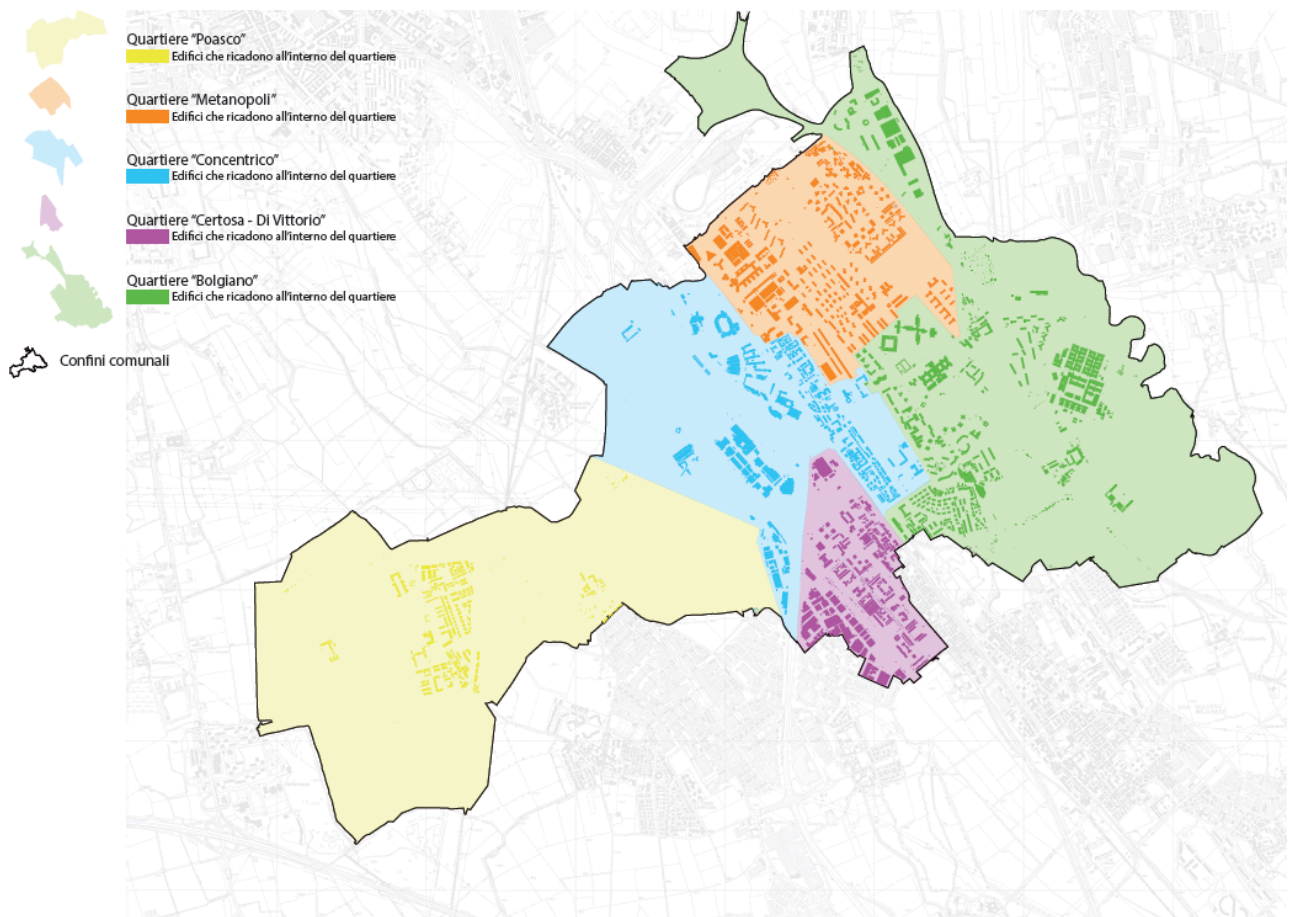 Quartiere "Poasco"
Edifici che ricadono all'interno del quartiere
Quartiere "Metanopoli"
Edifici che ricadono all'interno del quartiere
Quartiere "Concentrico"
Edifici che ricadono all'interno del quartiere
Quartiere "Certosa - Di Vittorio"
Edifici che ricadono all'interno del quartiere
Quartiere "Bolgiano"
Edifici che ricadono all'interno del quartiere
Confini comunali